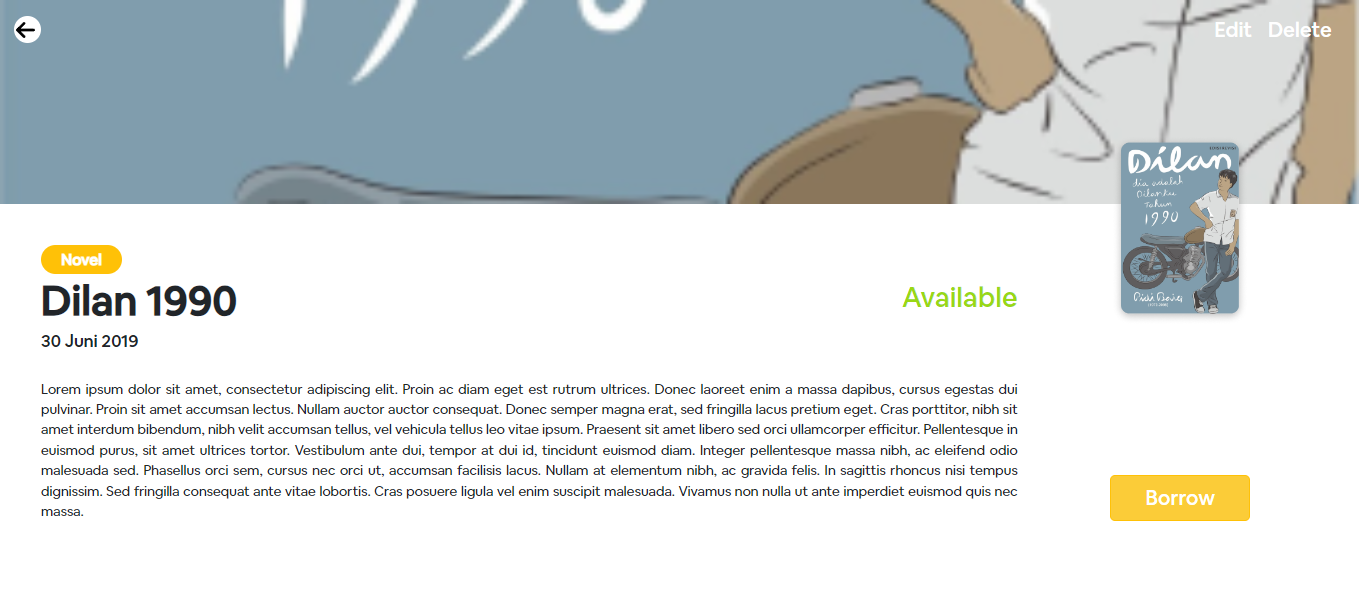 1990
Edit Delete
Dilan
dia adalah
Dilanku
Tahun
1990
Pidi Baiq
Novel
Dilan 1990
Available
30 Juni 2019
Lorem ipsum dolor sit amet, consectetur adipiscing elit. Proin ac diam eget est rutrum ultrices. Donec laoreet enim a massa dapibus, cursus egestas dui
pulvinar. Proin sit amet accumsan lectus. Nullam auctor auctor consequat. Donec semper magna erat, sed fringilla lacus pretium eget. Cras porttitor, nibh sit
amet interdum bibendum, nibh velit accumsan tellus, vel vehicula tellus leo vitae ipsum. Praesent sit amet libero sed orci ullamcorper efficitur. Pellentesque in
euismod purus, sit amet ultrices tortor. Vestibulum ante dui, tempor at dui id, tincidunt euismod diam. Integer pellentesque massa nibh, ac eleifend odio
malesuada sed. Phasellus orci sem, cursus nec orci ut, accumsan facilisis lacus. Nullam at elementum nibh, ac gravida felis. In sagittis rhoncus nisi tempus
dignissim. Sed fringilla consequat ante vitae lobortis. Cras posuere ligula vel enim suscipit malesuada. Vivamus non nulla ut ante imperdiet euismod quis nec
massa.
Borrow